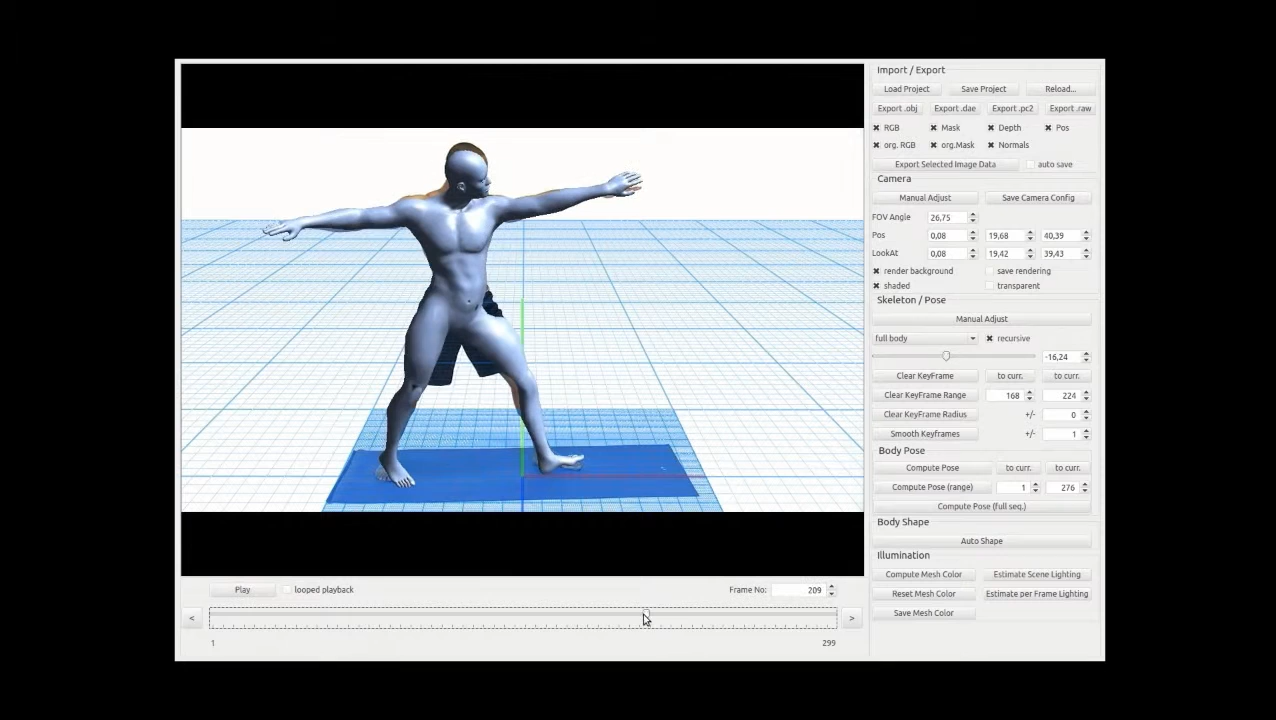 Import / Export
Load Project Save Project Reload...
Export .obj Export .dae Export .pc2 Export .raw
RGB Mask Depth Pos
org. RGB org.Mask Normals
Export Selected Image Data auto save
Camera
Manual Adjust Save Camera Config
FOV Angle 26,75
Pos 0,08 19,68 40,39
LookAt 0,08 19,42 39,43
render background save rendering
shaded transparent
Skeleton / Pose
Manual Adjust
full body recursive
-16,24
Clear KeyFrame to curr. to curr.
Clear KeyFrame Range 168 224
Clear KeyFrame Radius +/- 0
Smooth Keyframes +/- 1
Body Pose
Compute Pose to curr. to curr.
Compute Pose (range) 1 276
Compute Pose (full seq.)
Body Shape
Auto Shape
Illumination
Compute Mesh Color Estimate Scene Lighting
Reset Mesh Color Estimate per Frame Lighting
Save Mesh Color
Play looped playback Frame No: 209
< >
1 299